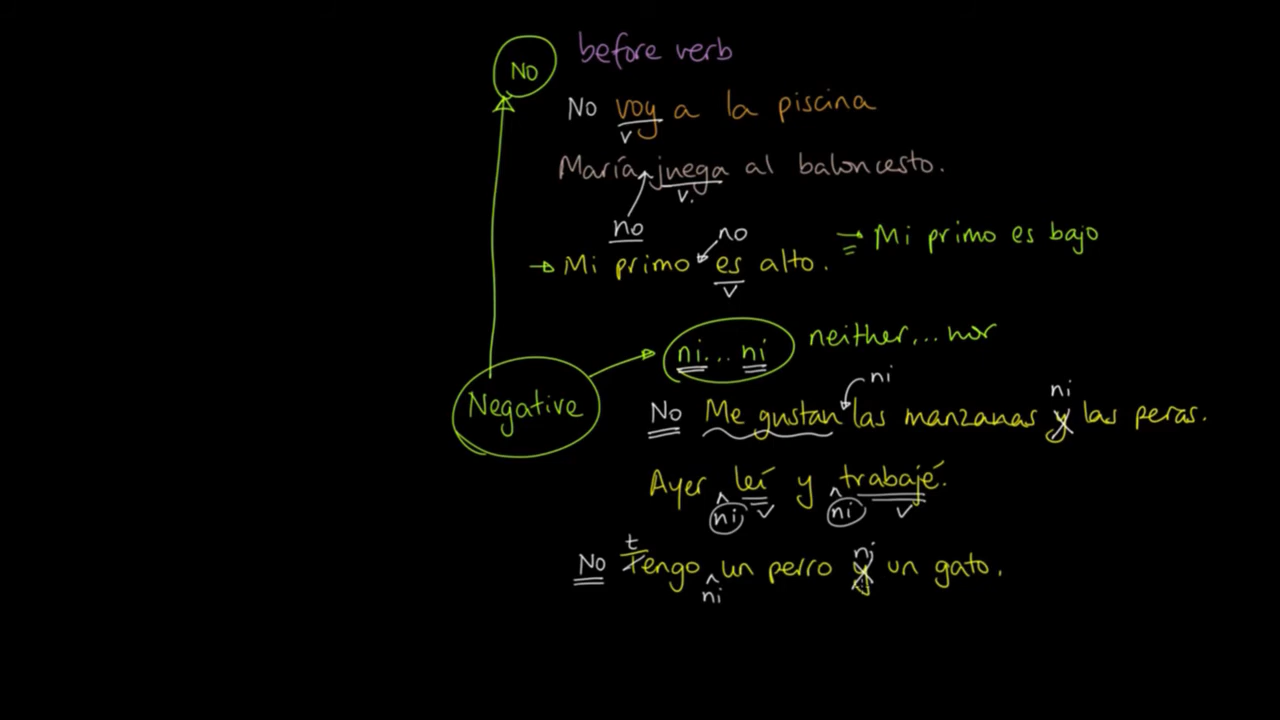 No before verb
No voy a la piscina
v
María juega al baloncesto.
v.
no no
Mi primo es alto. Mi primo es bajo
v
ni... ni neither... nor
Negative
ni ni
No Me gustan las manzanas y las peras.
Ayer leí y trabajé.
ni v ni v
t ni
No Tengo un perro y un gato.
ni